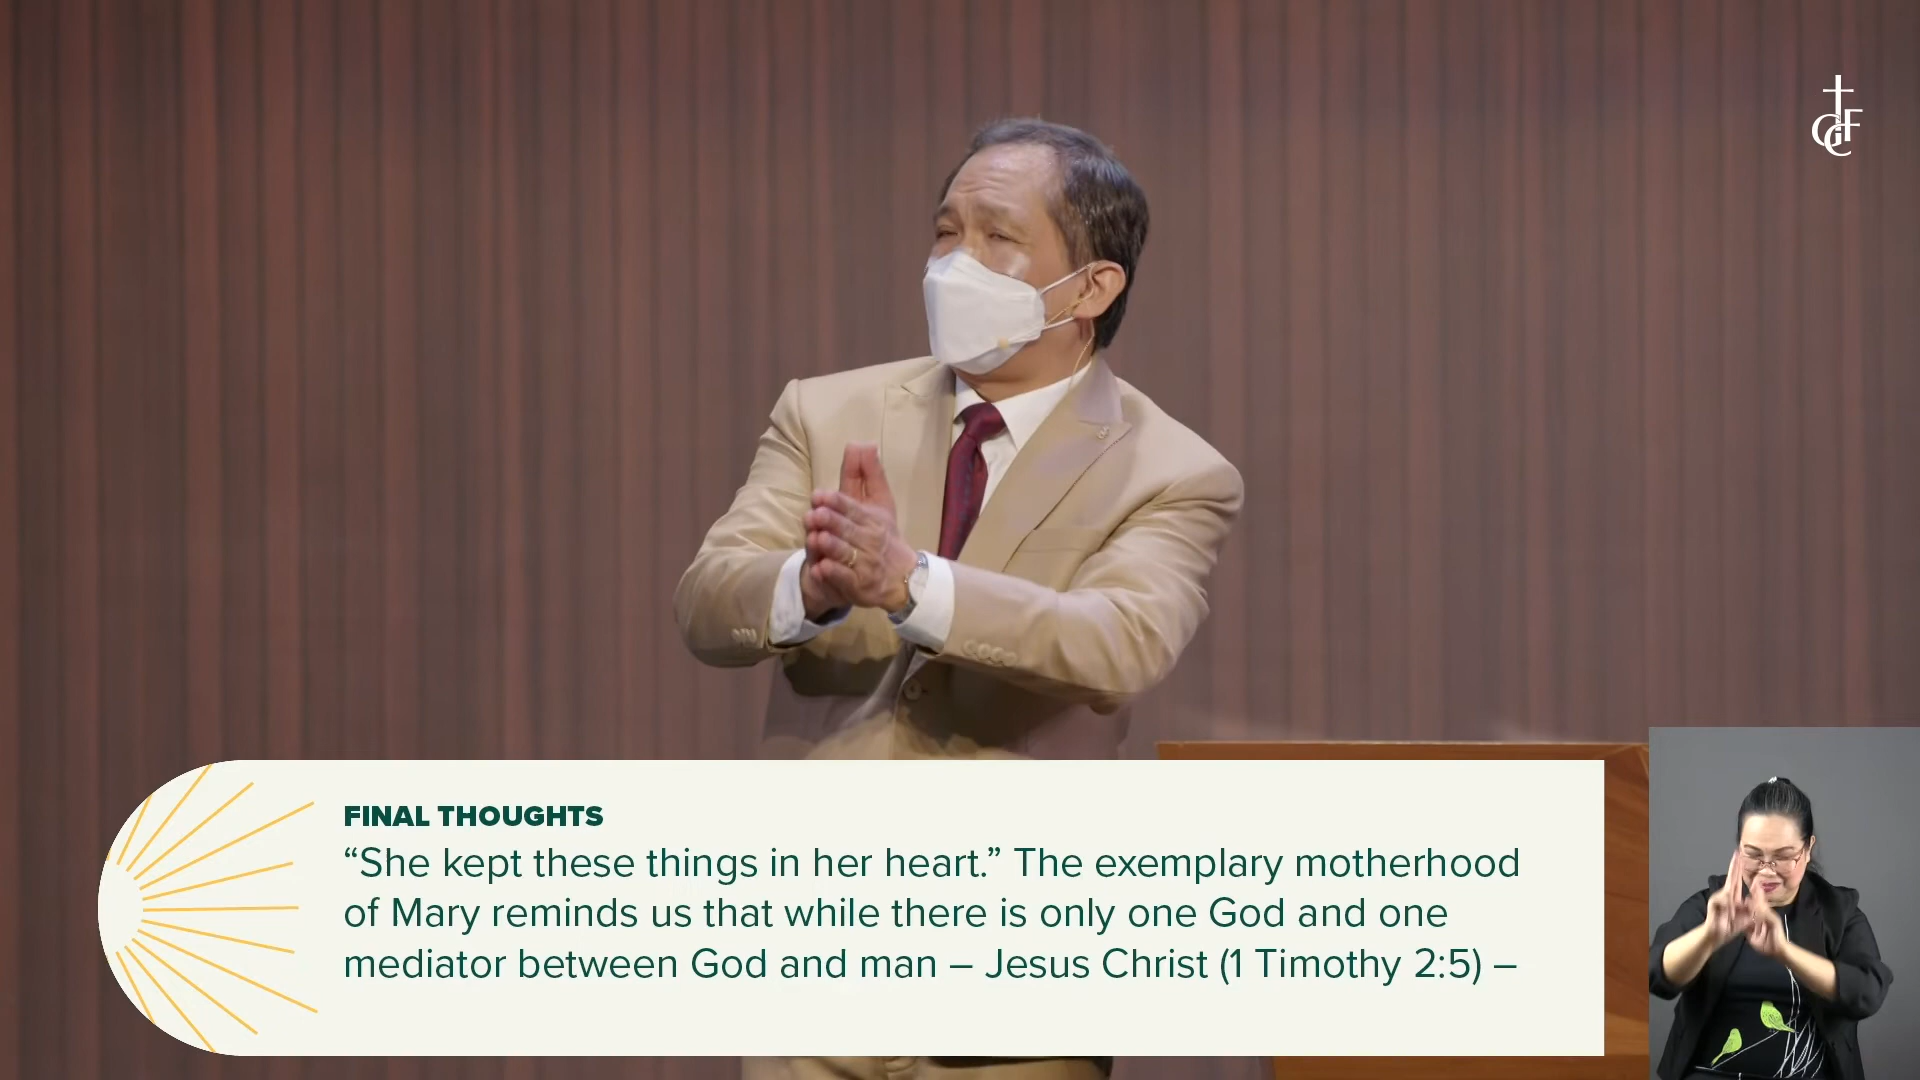 GCF
FINAL THOUGHTS
“She kept these things in her heart.” The exemplary motherhood
of Mary reminds us that while there is only one God and one
mediator between God and man – Jesus Christ (1 Timothy 2:5) –